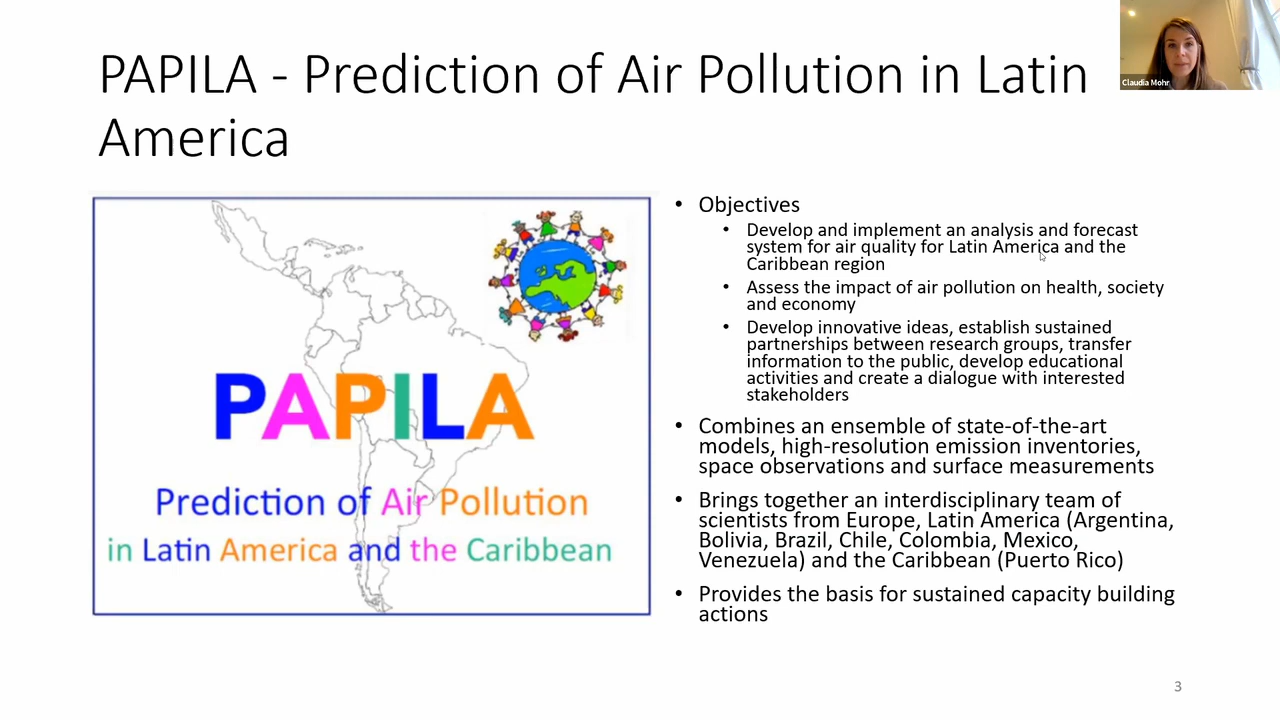 PAPILA - Prediction of Air Pollution in Latin
America
Claudia Mohr
PAPILA
Prediction of Air Pollution
in Latin America and the Caribbean
• Objectives
• Develop and implement an analysis and forecast
system for air quality for Latin America and the
Caribbean region
• Assess the impact of air pollution on health, society
and economy
• Develop innovative ideas, establish sustained
partnerships between research groups, transfer
information to the public, develop educational
activities and create a dialogue with interested
stakeholders
• Combines an ensemble of state-of-the-art
models, high-resolution emission inventories,
space observations and surface measurements
• Brings together an interdisciplinary team of
scientists from Europe, Latin America (Argentina,
Bolivia, Brazil, Chile, Colombia, Mexico,
Venezuela) and the Caribbean (Puerto Rico)
• Provides the basis for sustained capacity building
actions
3